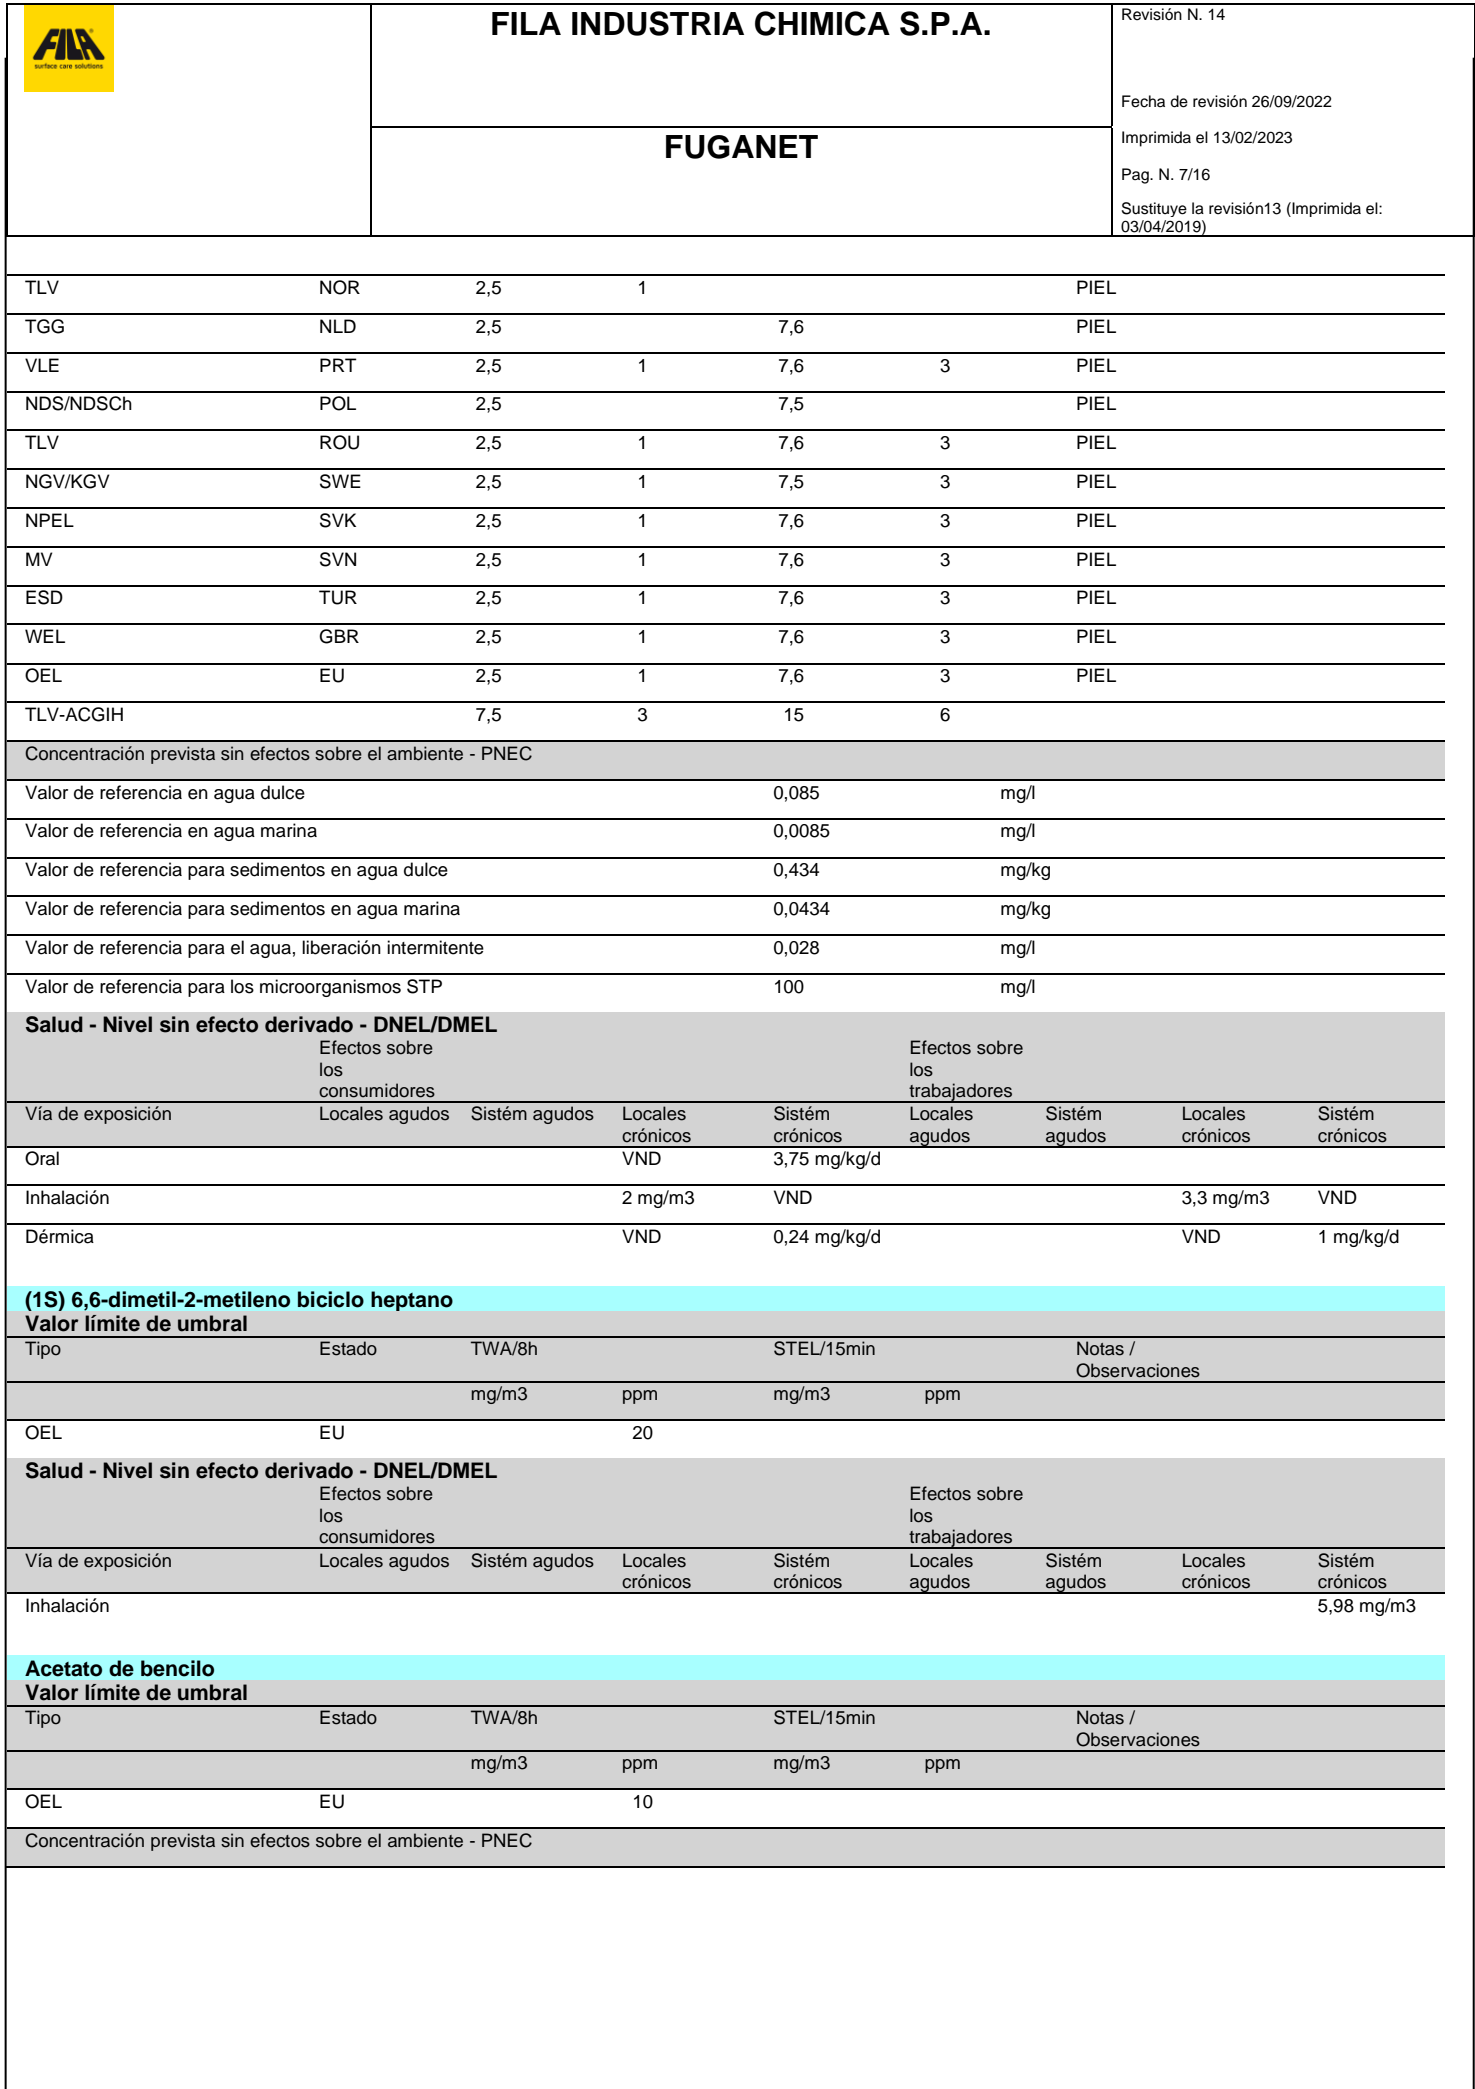 FILA
surface care solutions
FILA INDUSTRIA CHIMICA S.P.A.
FUGANET
Revisión N. 14
Fecha de revisión 26/09/2022
Imprimida el 13/02/2023
Pag. N. 7/16
Sustituye la revisión13 (Imprimida el:
03/04/2019)
TLV NOR 2,5 1 PIEL
TGG NLD 2,5 7,6 PIEL
VLE PRT 2,5 1 7,6 3 PIEL
NDS/NDSCh POL 2,5 7,5 PIEL
TLV ROU 2,5 1 7,6 3 PIEL
NGV/KGV SWE 2,5 1 7,5 3 PIEL
NPEL SVK 2,5 1 7,6 3 PIEL
MV SVN 2,5 1 7,6 3 PIEL
ESD TUR 2,5 1 7,6 3 PIEL
WEL GBR 2,5 1 7,6 3 PIEL
OEL EU 2,5 1 7,6 3 PIEL
TLV-ACGIH 7,5 3 15 6
Concentración prevista sin efectos sobre el ambiente - PNEC
Valor de referencia en agua dulce 0,085 mg/l
Valor de referencia en agua marina 0,0085 mg/l
Valor de referencia para sedimentos en agua dulce 0,434 mg/kg
Valor de referencia para sedimentos en agua marina 0,0434 mg/kg
Valor de referencia para el agua, liberación intermitente 0,028 mg/l
Valor de referencia para los microorganismos STP 100 mg/l
Salud - Nivel sin efecto derivado - DNEL/DMEL
Efectos sobre Efectos sobre
los los
consumidores trabajadores
Vía de exposición Locales agudos Sistém agudos Locales Sistém Locales Sistém Locales Sistém
crónicos crónicos agudos agudos crónicos crónicos
Oral VND 3,75 mg/kg/d
Inhalación 2 mg/m3 VND 3,3 mg/m3 VND
Dérmica VND 0,24 mg/kg/d VND 1 mg/kg/d
(1S) 6,6-dimetil-2-metileno biciclo heptano
Valor límite de umbral
Tipo Estado TWA/8h STEL/15min Notas /
Observaciones
mg/m3 ppm mg/m3 ppm
OEL EU 20
Salud - Nivel sin efecto derivado - DNEL/DMEL
Efectos sobre Efectos sobre
los los
consumidores trabajadores
Vía de exposición Locales agudos Sistém agudos Locales Sistém Locales Sistém Locales Sistém
crónicos crónicos agudos agudos crónicos crónicos
Inhalación 5,98 mg/m3
Acetato de bencilo
Valor límite de umbral
Tipo Estado TWA/8h STEL/15min Notas /
Observaciones
mg/m3 ppm mg/m3 ppm
OEL EU 10
Concentración prevista sin efectos sobre el ambiente - PNEC